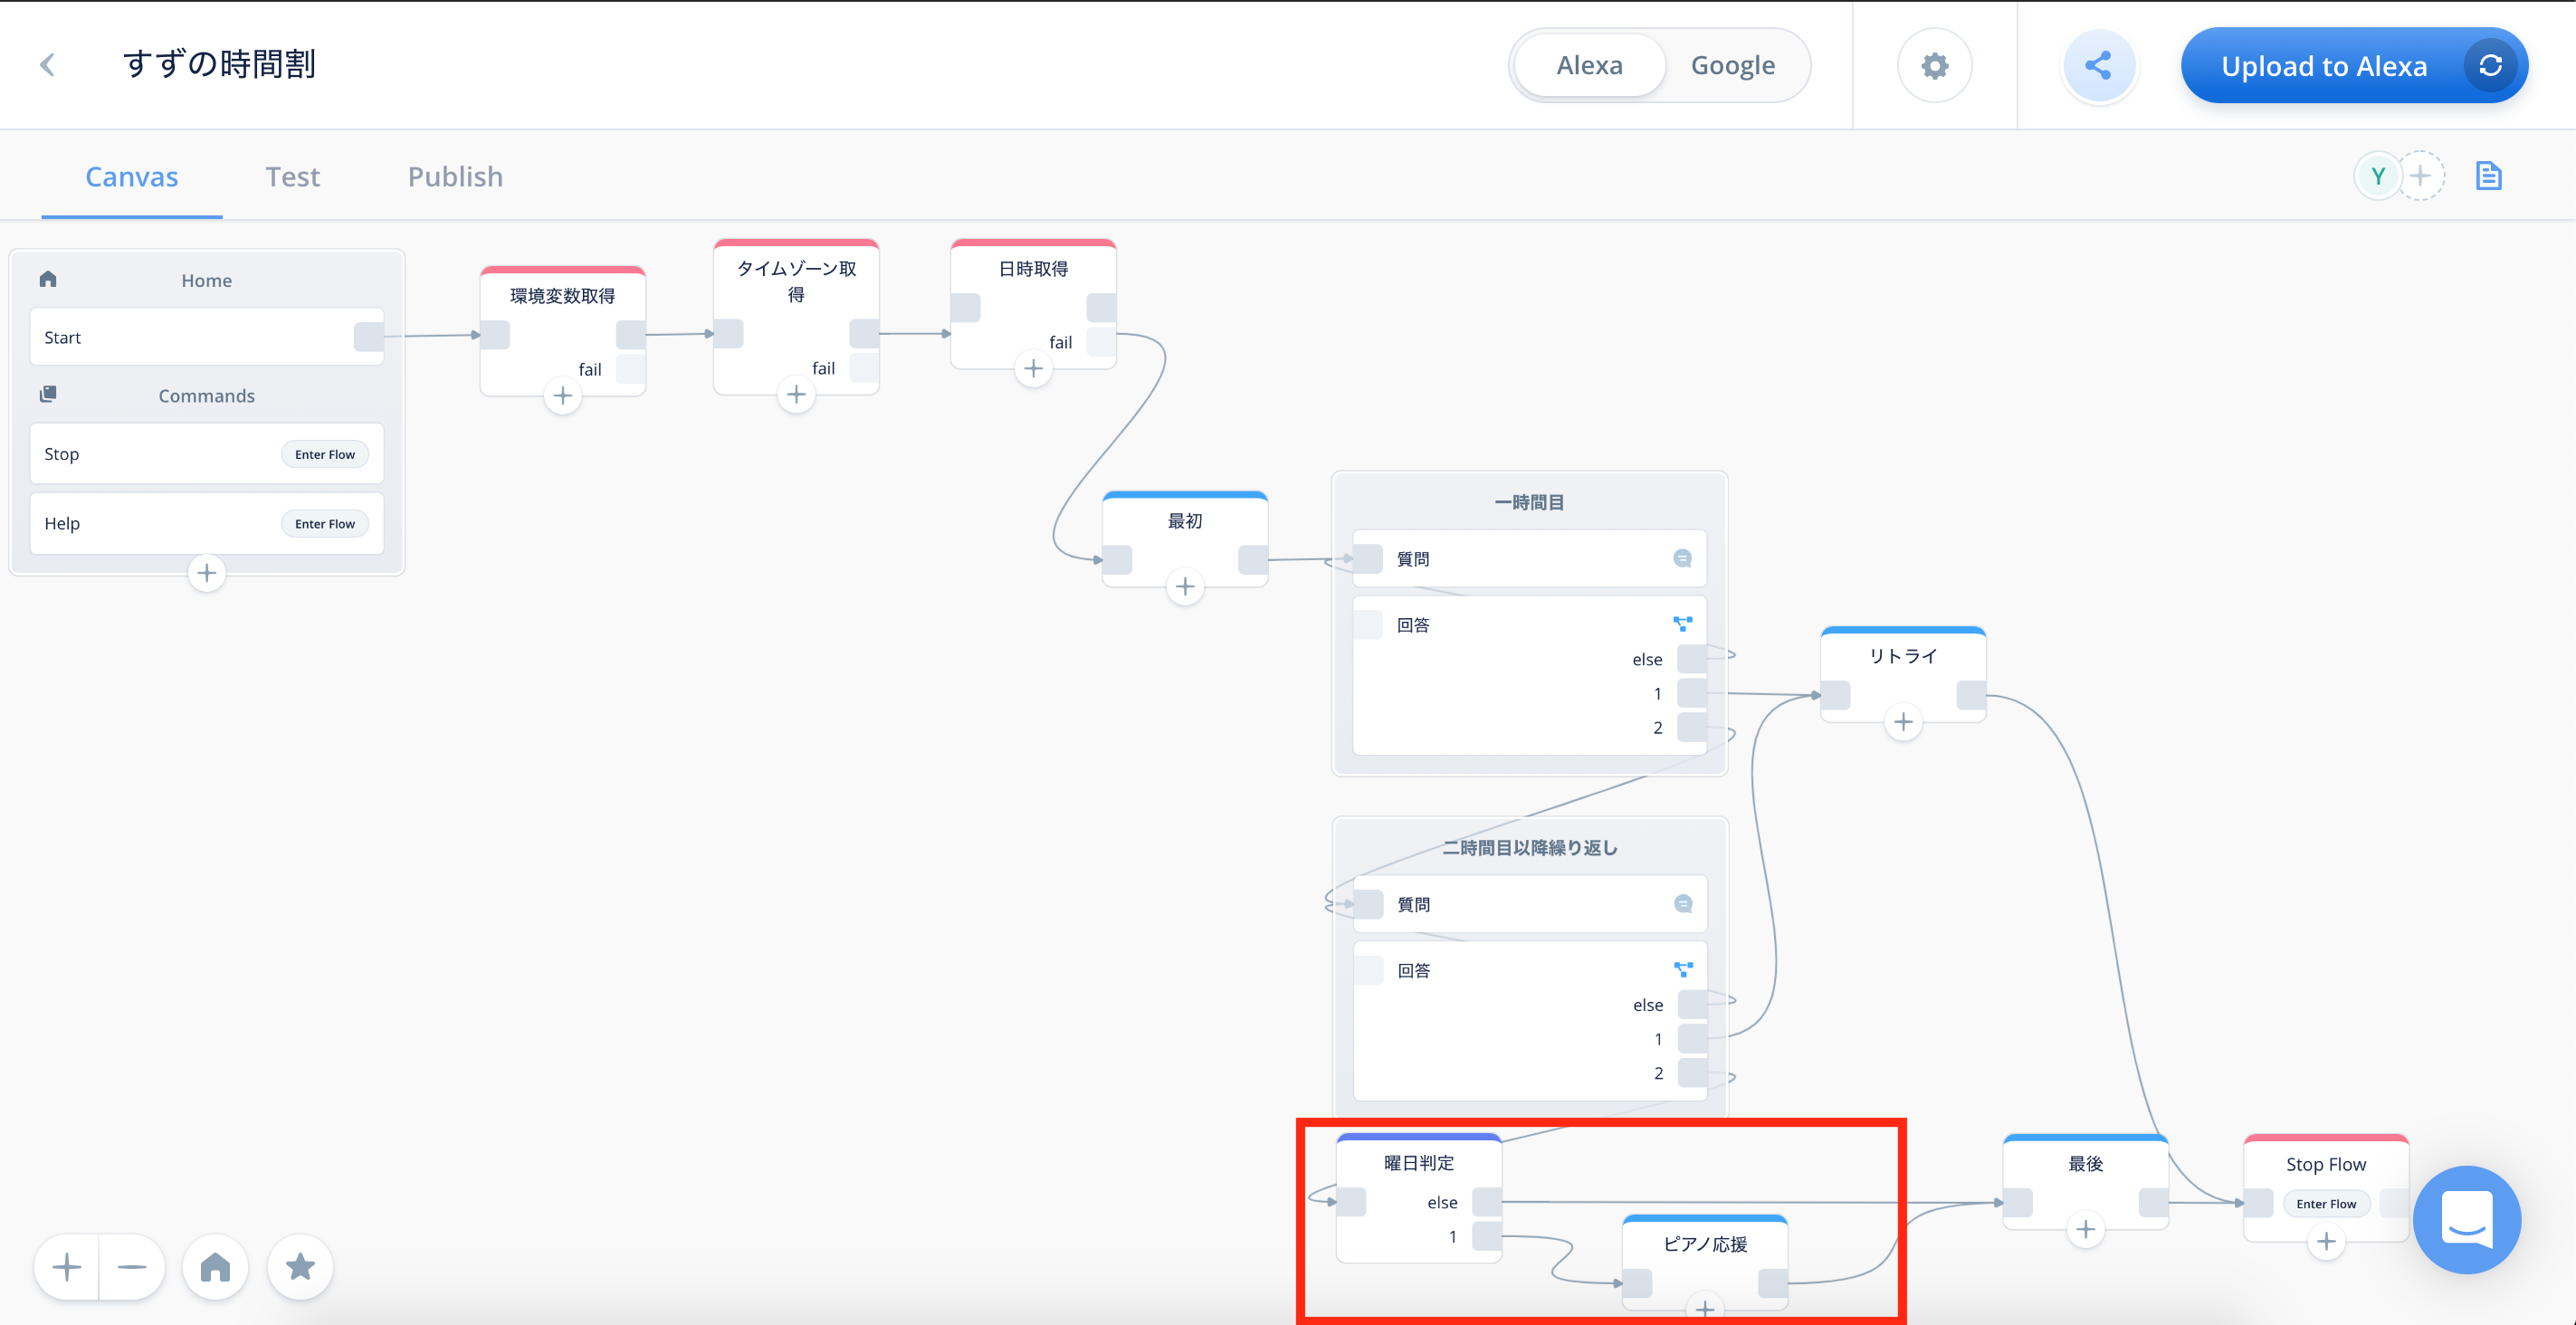 すずの時間割
Alexa
Google
Upload to Alexa
Canvas
Test
Publish
Y
Home
Start
Commands
Stop
Enter Flow
Help
Enter Flow
環境変数取得
fail
タイムゾーン取
得
fail
日時取得
fail
最初
一時間目
質問
回答
else
1
2
リトライ
二時間目以降繰り返し
質問
回答
else
1
2
曜日判定
else
1
ピアノ応援
最後
Stop Flow
Enter Flow